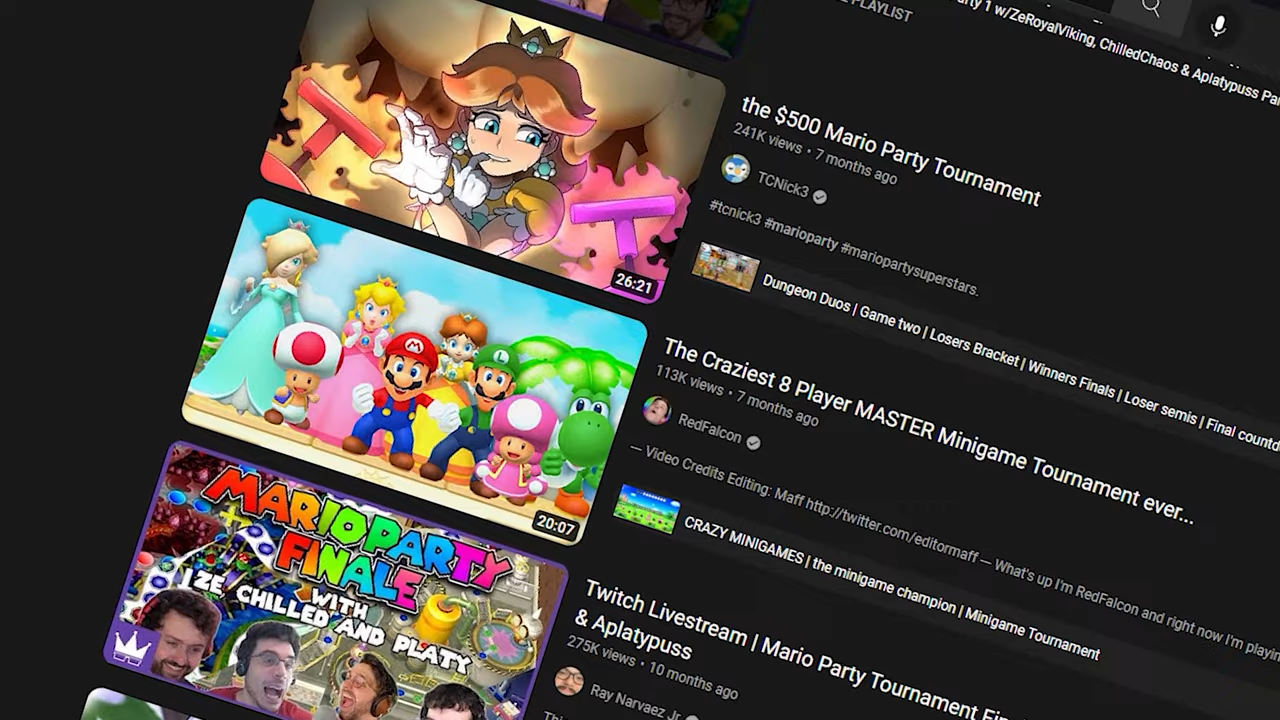 PLAYLIST
arty 1 w/ZeRoyalViking, ChilledChaos & Aplatypuss Pa
the $500 Mario Party Tournament
241K views • 7 months ago
TCNick3
#tcnick3 #marioparty #mariopartysuperstars.
26:21
Dungeon Duos | Game two | Losers Bracket | Winners Finals | Loser semis | Final countd
The Craziest 8 Player MASTER Minigame Tournament ever...
113K views • 7 months ago
RedFalcon
— Video Credits Editing: Maff http://twitter.com/editormaff — What's up I'm RedFalcon and right now I'm playin
M
L
20:07
CRAZY MINIGAMES | the minigame champion | Minigame Tournament
MARIO PARTY
FINALE
WITH
ZE, CHILLED AND PLATY
Twitch Livestream | Mario Party Tournament Fin
& Aplatypuss
275K views • 10 months ago
Ray Narvaez Jr
Thi